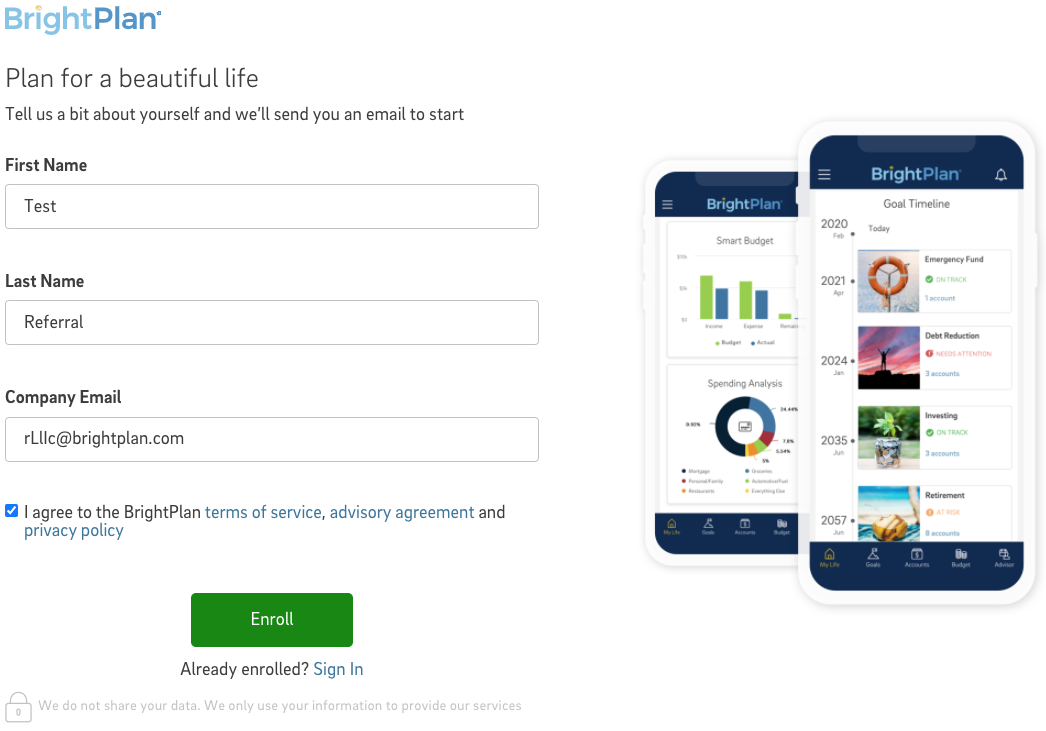 BrightPlan
Plan for a beautiful life
Tell us a bit about yourself and we'll send you an email to start
First Name
Test
Last Name
Referral
Company Email
rLllc@brightplan.com
I agree to the BrightPlan terms of service, advisory agreement and
privacy policy
Enroll
Already enrolled? Sign In
0
We do not share your data. We only use your information to provide our services
BrightPlan
Smart Budget
$10k
$5k
$0
Income
Expense
Budget
Actual
Spending Analysis
24.44%
0.92%
7.8%
5.54%
5%
Mortgage
Groceries
Personal/Family
Automotive/Fuel
Restaurants
Everything Else
My Life
Goals
Accounts
Budget
BrightPlan
Goal Timeline
2020
Feb
Today
Emergency Fund
2021
Apr
ON TRACK
1 account
Debt Reduction
2024
Jan
NEEDS ATTENTION
3 accounts
Investing
2035
Jun
ON TRACK
3 accounts
Retirement
2057
Jun
AT RISK
8 accounts
My Life
Goals
Accounts
Budget
Advisor